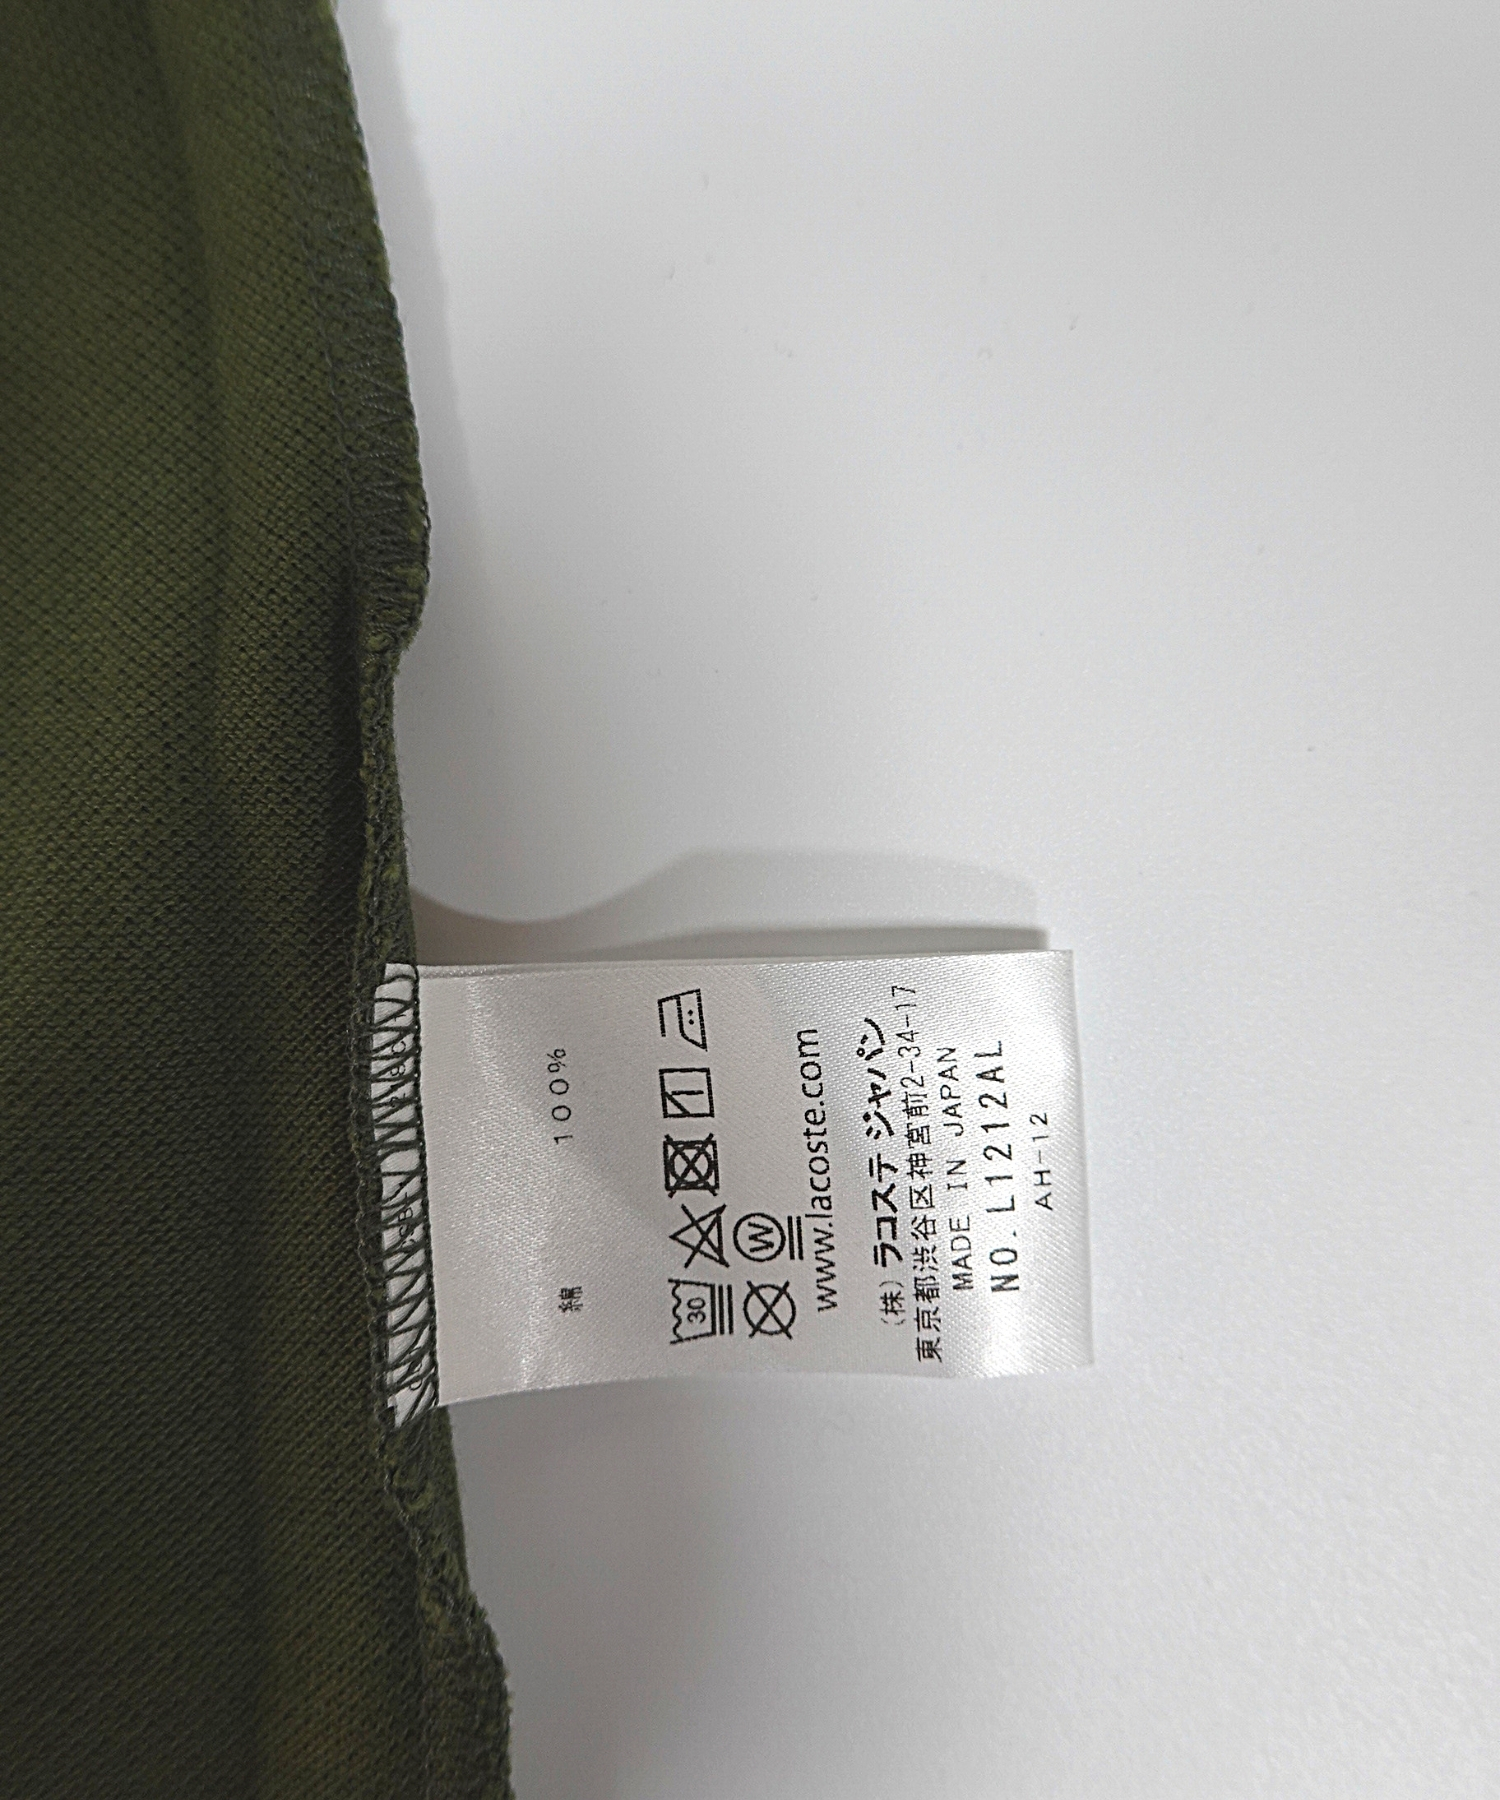 綿 100%
30
W
www.lacoste.com
(株) ラコステ ジャパン
東京都渋谷区神宮前2-34-17
MADE IN JAPAN
NO. L1212AL
AH-12